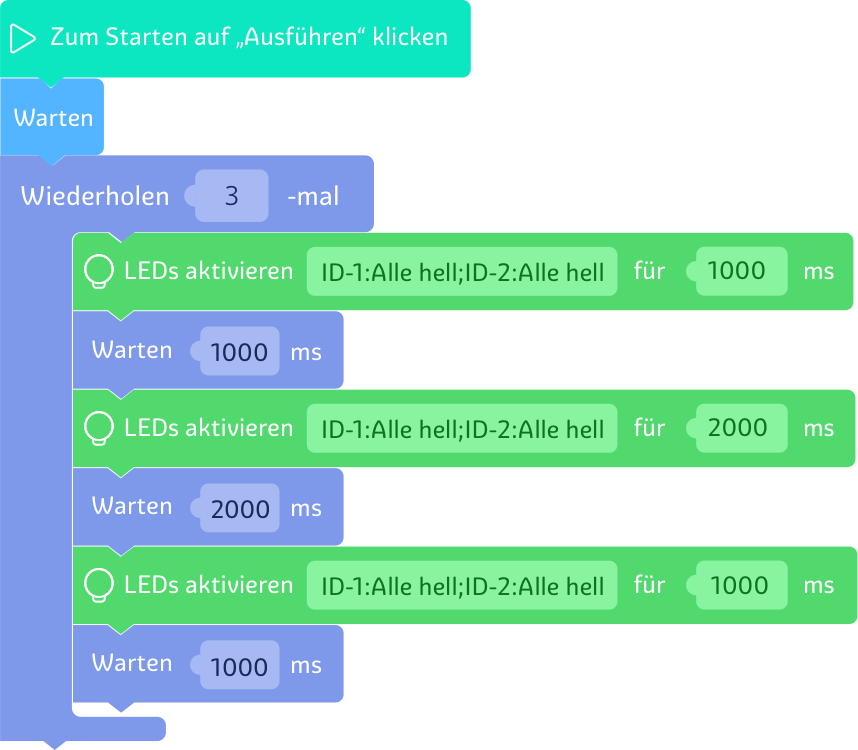 Zum Starten auf „Ausführen“ klicken
Warten
Wiederholen 3 -mal
LEDs aktivieren ID-1:Alle hell;ID-2:Alle hell für 1000 ms
Warten 1000 ms
LEDs aktivieren ID-1:Alle hell;ID-2:Alle hell für 2000 ms
Warten 2000 ms
LEDs aktivieren ID-1:Alle hell;ID-2:Alle hell für 1000 ms
Warten 1000 ms